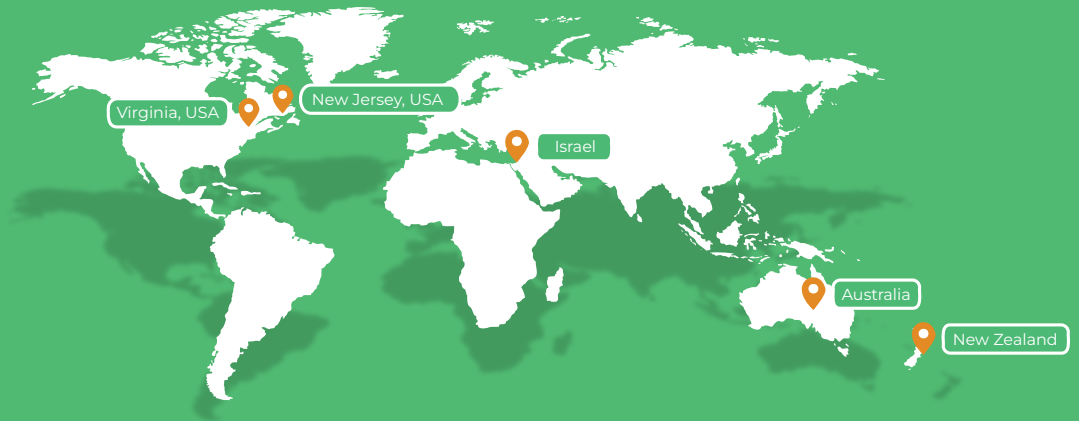 New Jersey, USA
Virginia, USA
Israel
Australia
New Zealand